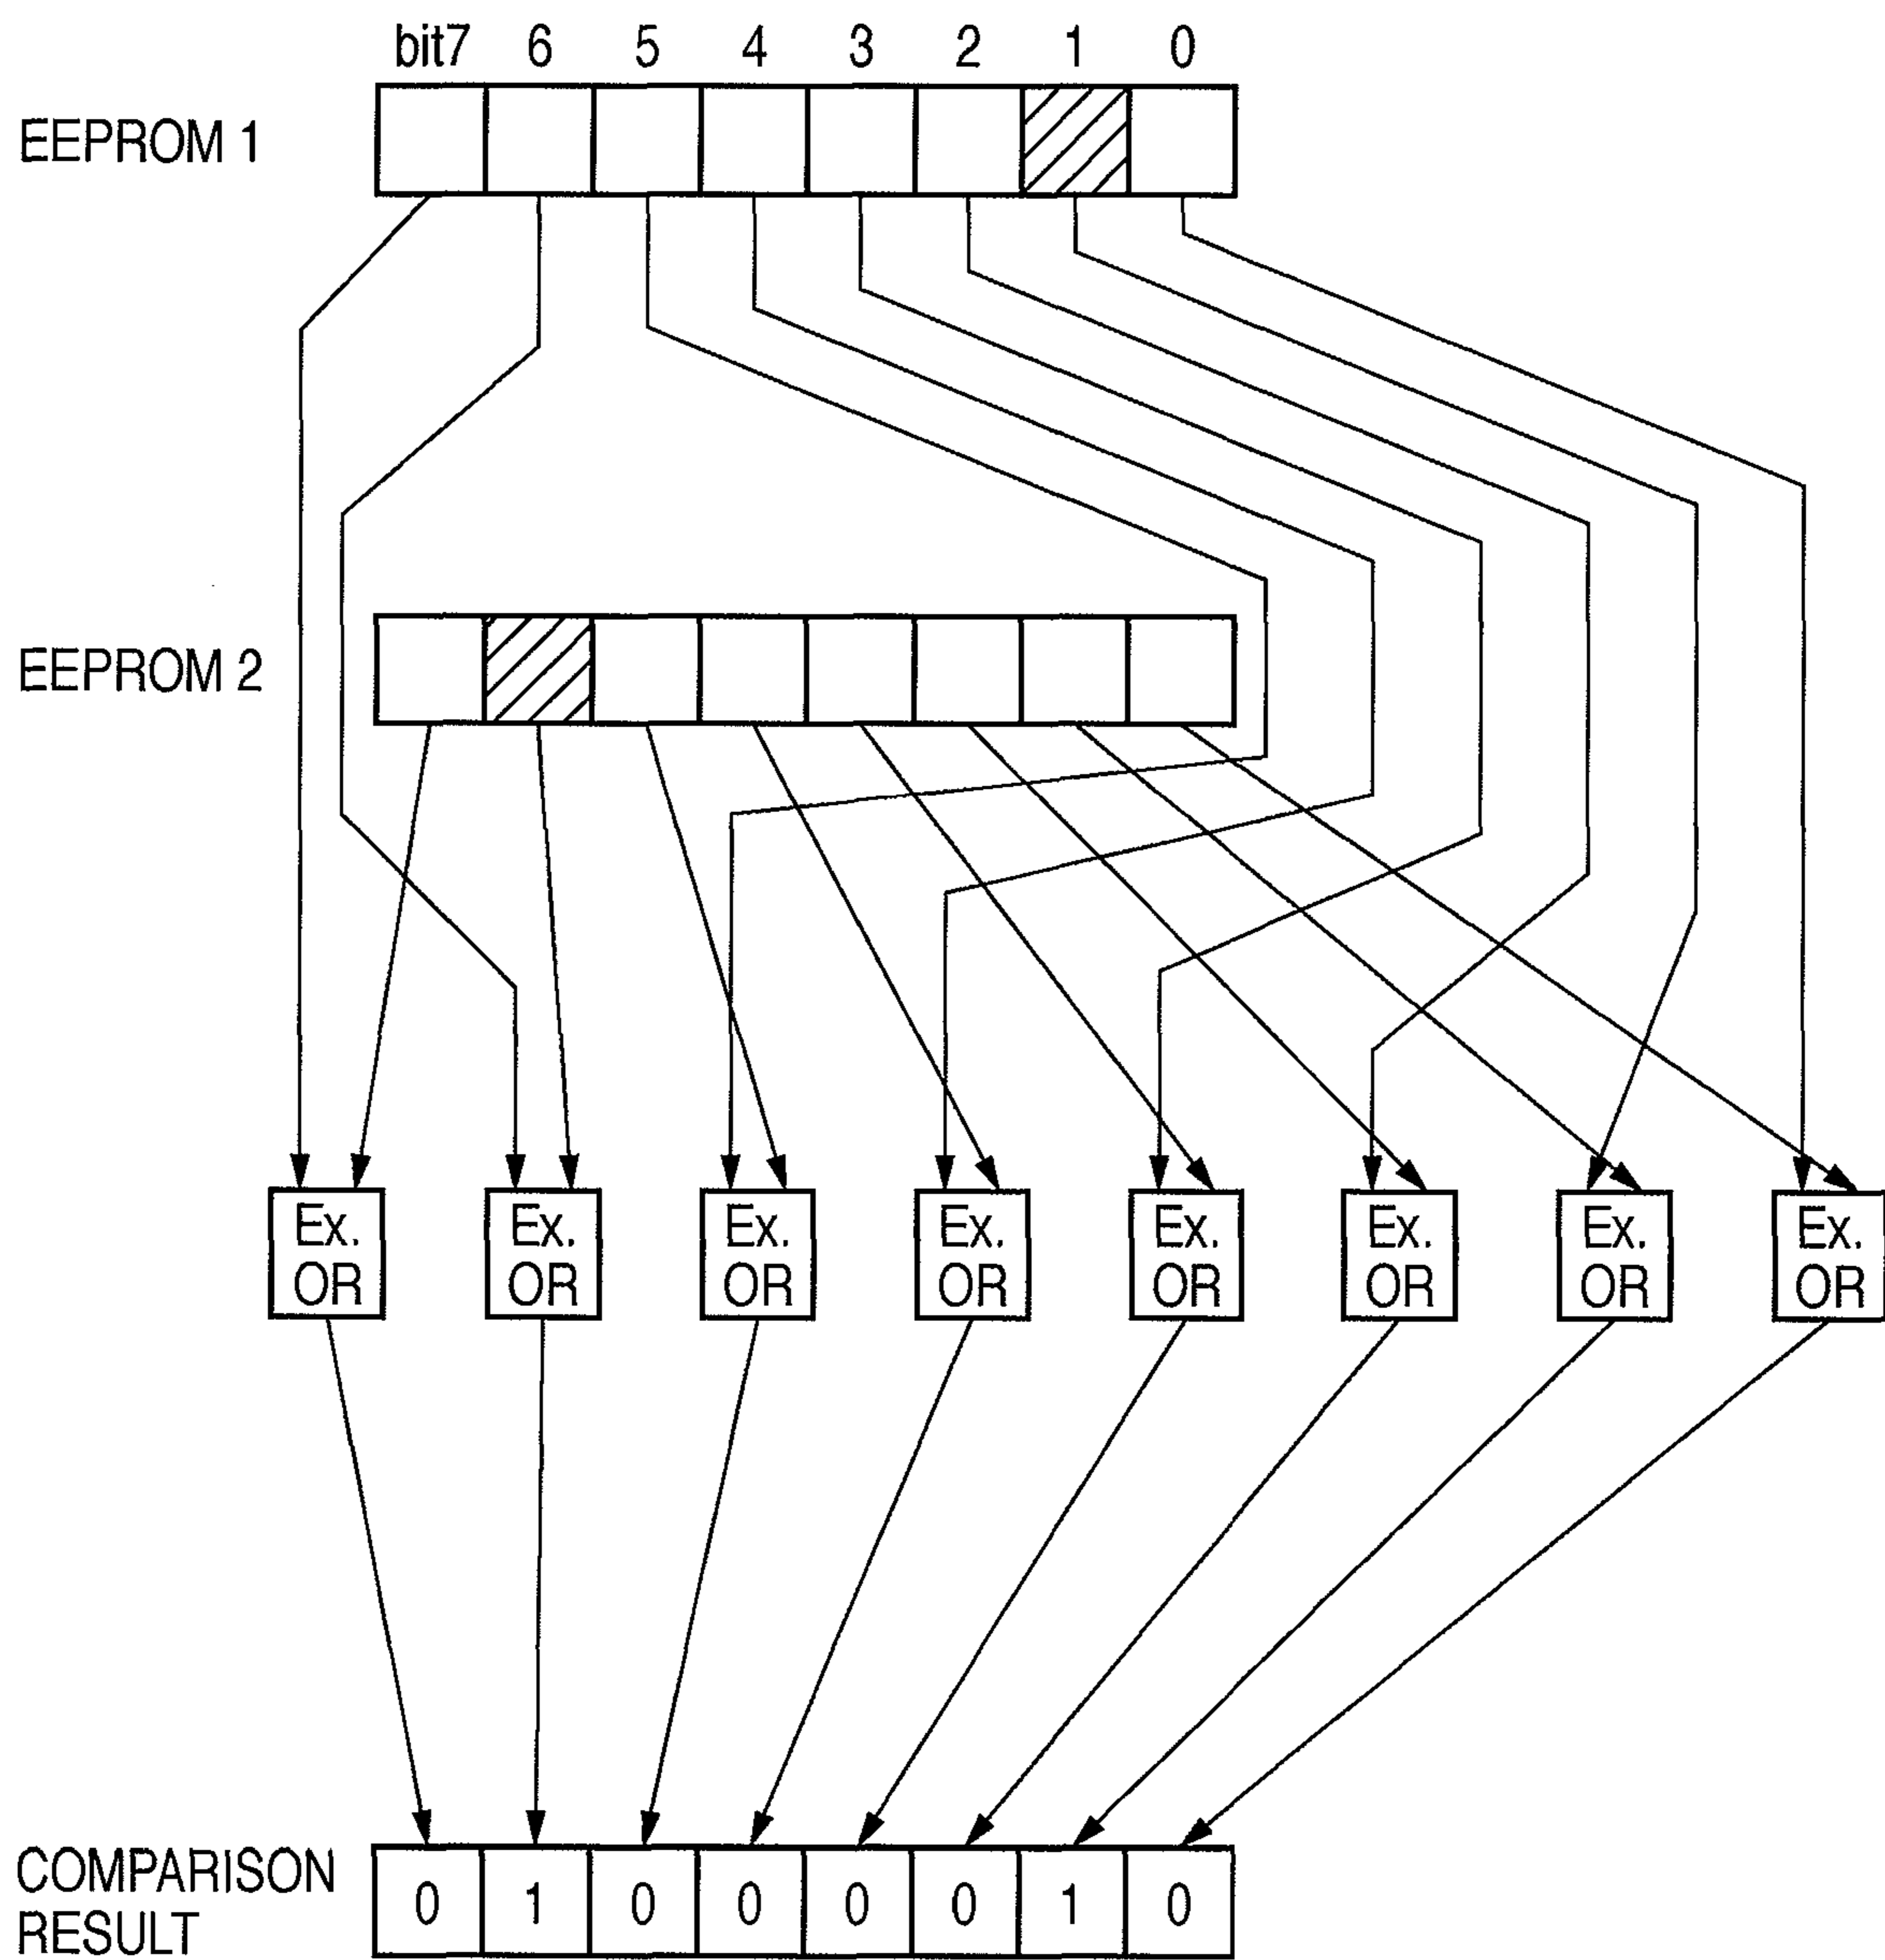 bit7 6 5 4 3 2 1 0
EEPROM 1
EEPROM 2
Ex. OR
Ex. OR
Ex. OR
Ex. OR
Ex. OR
Ex. OR
Ex. OR
Ex. OR
COMPARISON
RESULT
0 1 0 0 0 0 1 0